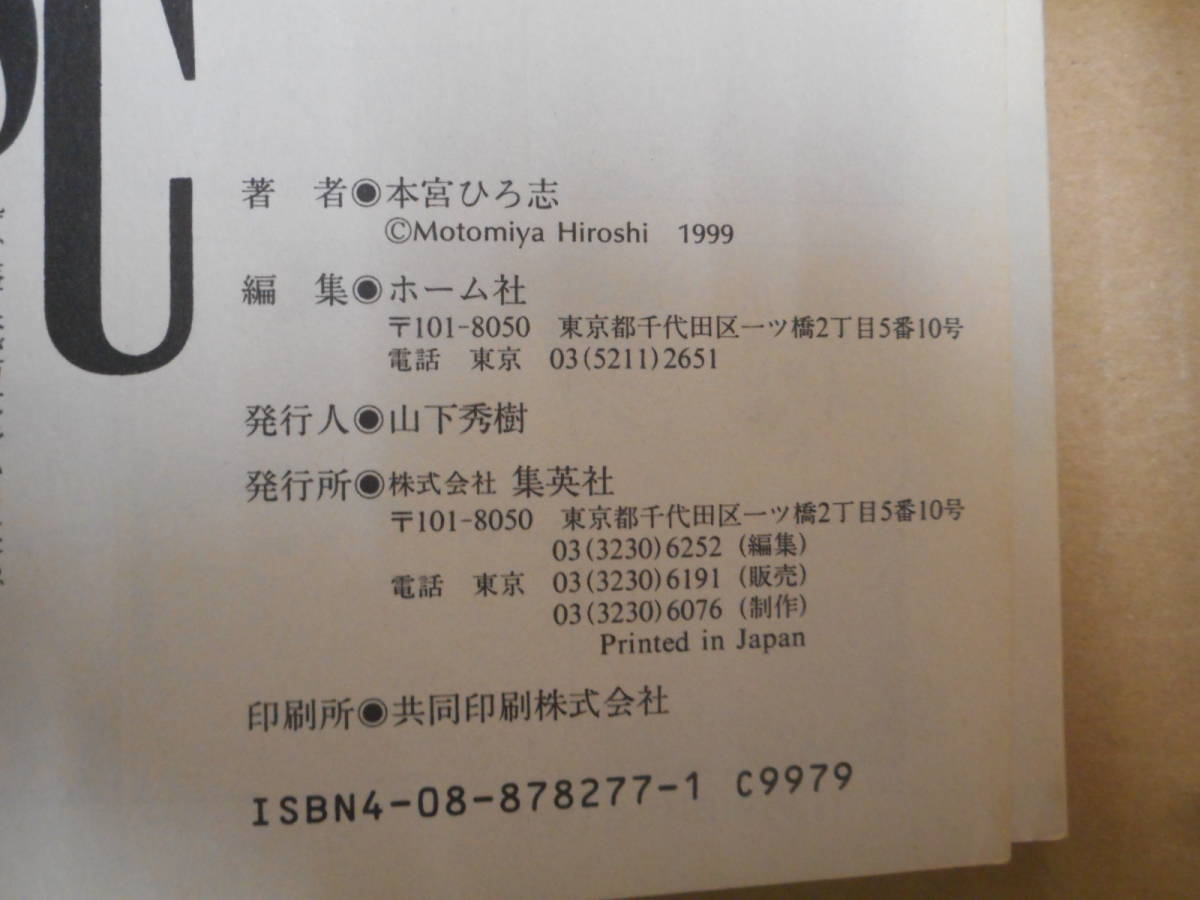 C
著　者◉本宮ひろ志
©Motomiya Hiroshi 1999
編　集◉ホーム社
〒101-8050　東京都千代田区一ツ橋2丁目5番10号
電話　東京　03(5211)2651
発行人◉山下秀樹
発行所◉株式会社 集英社
〒101-8050　東京都千代田区一ツ橋2丁目5番10号
03(3230)6252 (編集)
電話　東京　03(3230)6191 (販売)
03(3230)6076 (制作)
Printed in Japan
印刷所◉共同印刷株式会社
ISBN4-08-878277-1 C9979